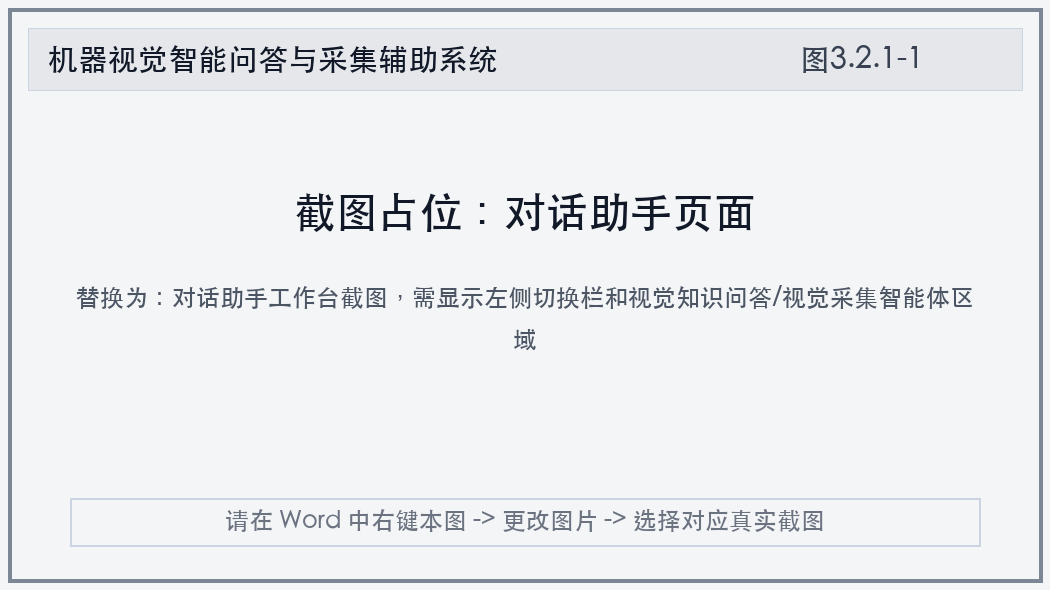 机器视觉智能问答与采集辅助系统
图3.2.1-1
截图占位：对话助手页面
替换为：对话助手工作台截图，需显示左侧切换栏和视觉知识问答/视觉采集智能体区
域
请在 Word 中右键本图 -> 更改图片 -> 选择对应真实截图